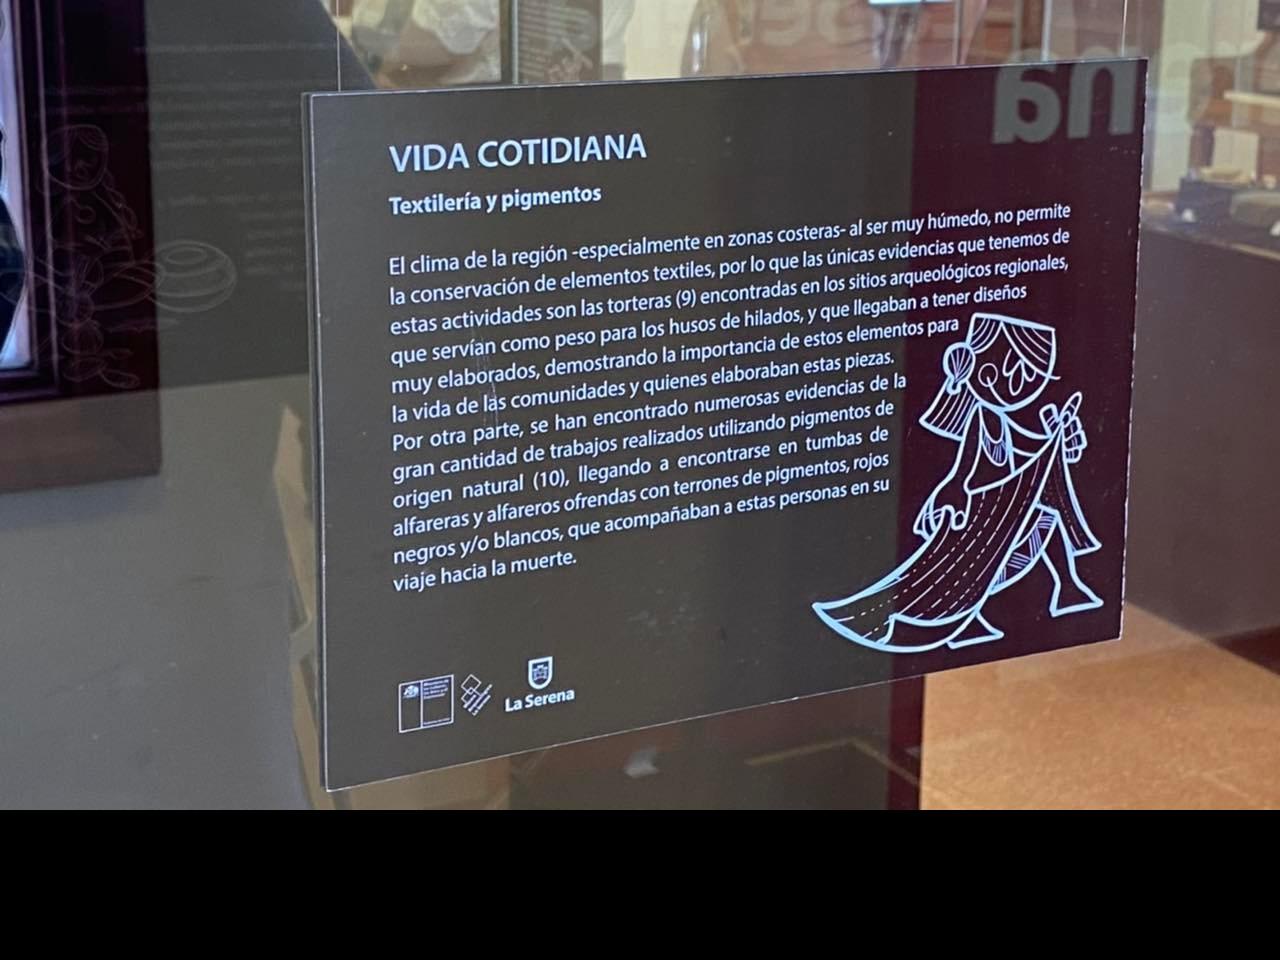 na
VIDA COTIDIANA
Textilería y pigmentos
El clima de la región -especialmente en zonas costeras- al ser muy húmedo, no permite
la conservación de elementos textiles, por lo que las únicas evidencias que tenemos de
estas actividades son las torteras (9) encontradas en los sitios arqueológicos regionales,
que servían como peso para los husos de hilados, y que llegaban a tener diseños
muy elaborados, demostrando la importancia de estos elementos para
la vida de las comunidades y quienes elaboraban estas piezas.
Por otra parte, se han encontrado numerosas evidencias de la
gran cantidad de trabajos realizados utilizando pigmentos de
origen natural (10), llegando a encontrarse en tumbas de
alfareras y alfareros ofrendas con terrones de pigmentos, rojos
negros y/o blancos, que acompañaban a estas personas en su
viaje hacia la muerte.
La Serena